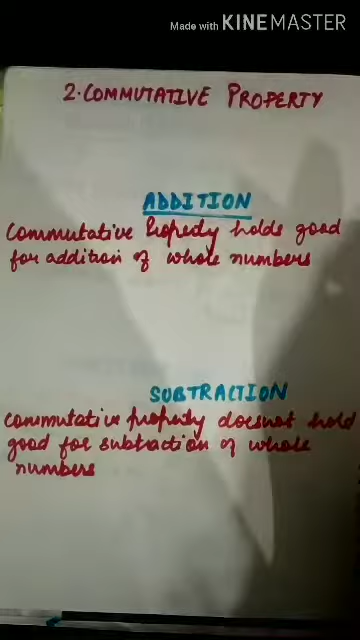 Made with KINEMASTER
2. COMMUTATIVE PROPERTY
ADDITION
Commutative Property holds good
for addition of whole numbers
SUBTRACTION
Commutative property doesnot hold
good for subtraction of whole
numbers